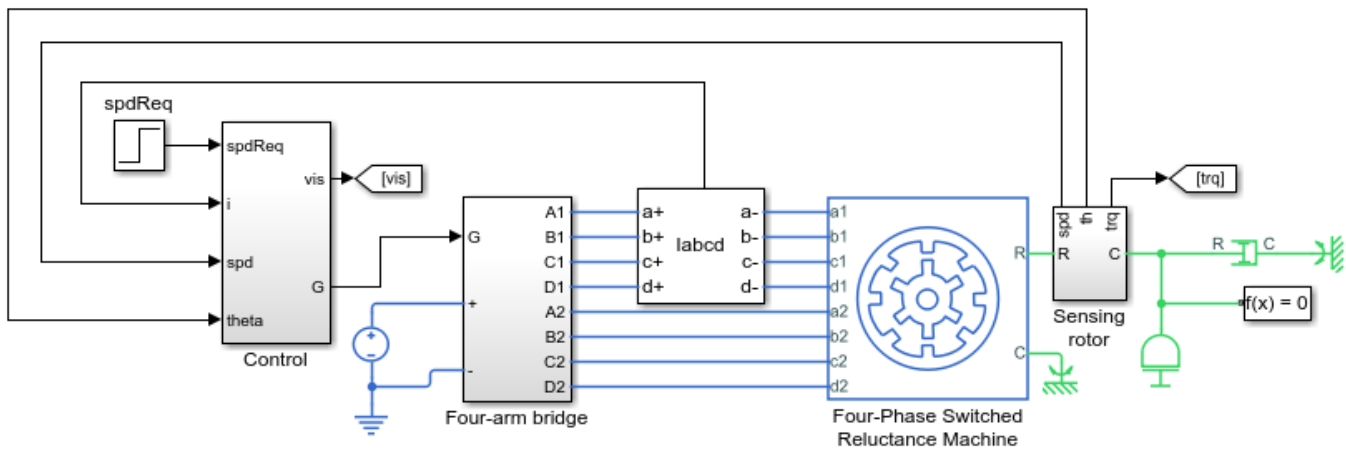 spdReq
spdReq
i
spd
theta
vis
G
Control
[vis]
G
+
-
A1
B1
C1
D1
A2
B2
C2
D2
Four-arm bridge
+
-
a+
b+
c+
d+
Iabcd
a-
b-
c-
d-
a1
b1
c1
d1
a2
b2
c2
d2
R
C
Four-Phase Switched
Reluctance Machine
spd
th
trq
R
C
Sensing
rotor
[trq]
R
C
f(x) = 0